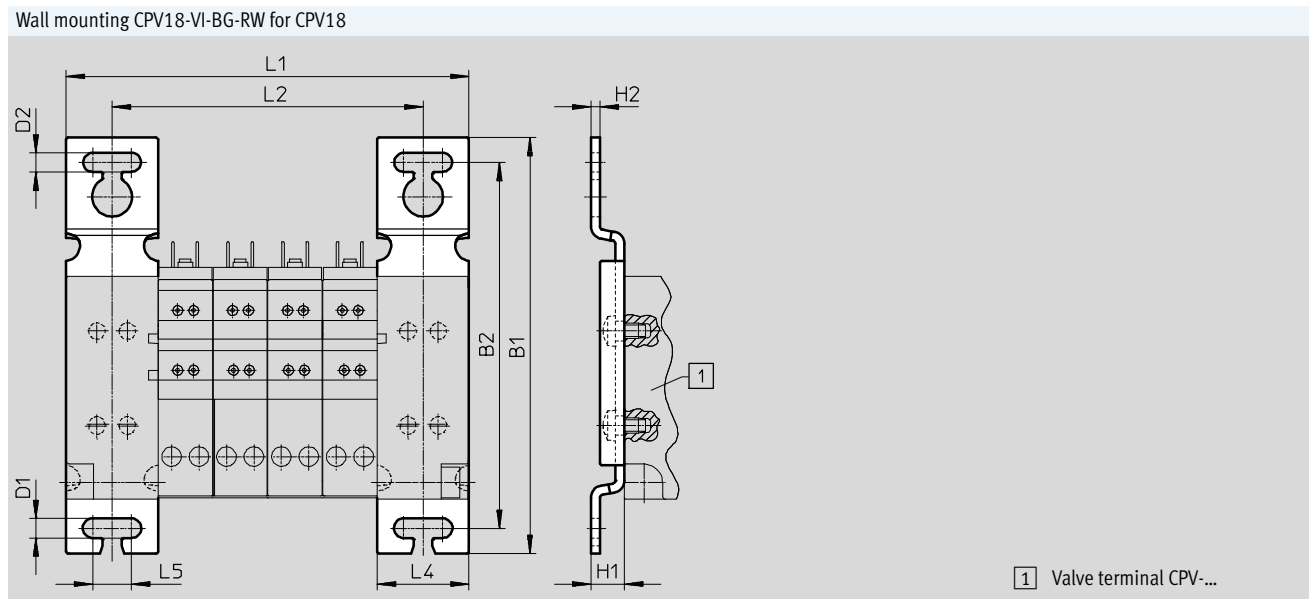 Wall mounting CPV18-VI-BG-RW for CPV18
L1
L2
H2
D2
B2
B1
1
D1
L5
L4
H1
1 Valve terminal CPV-...